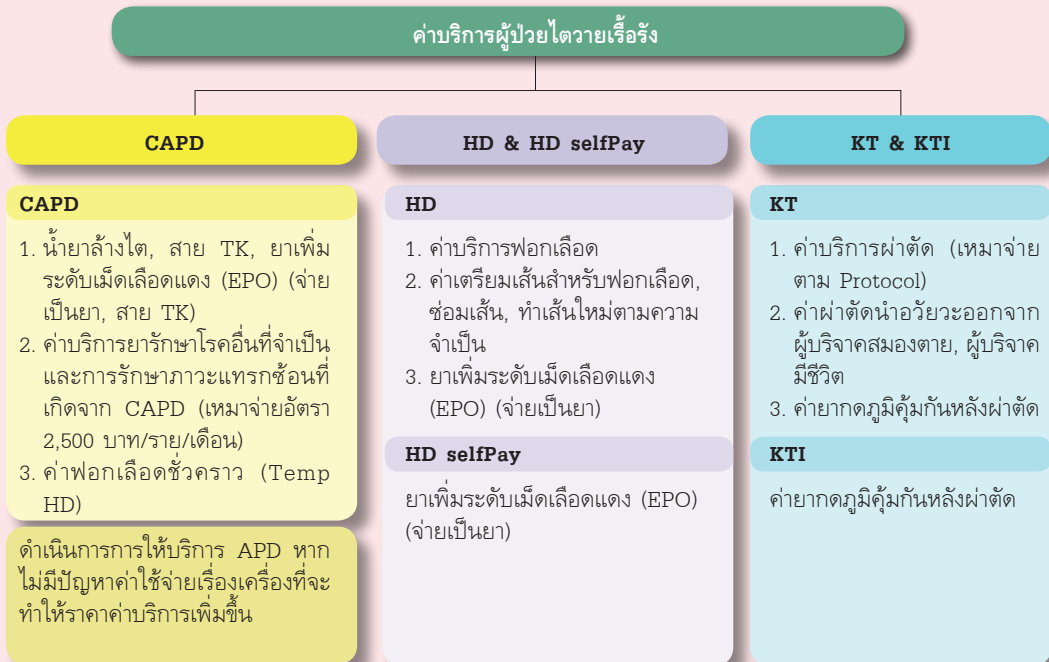 ค่าบริการผู้ป่วยไตวายเรื้อรัง
CAPD
CAPD
1. น้ำยาล้างไต, สาย TK, ยาเพิ่ม
ระดับเม็ดเลือดแดง (EPO) (จ่าย
เป็นยา, สาย TK)
2. ค่าบริการยารักษาโรคอื่นที่จำเป็น
และการรักษาภาวะแทรกซ้อนที่
เกิดจาก CAPD (เหมาจ่ายอัตรา
2,500 บาท/ราย/เดือน)
3. ค่าฟอกเลือดชั่วคราว (Temp
HD)
ดำเนินการการให้บริการ APD หาก
ไม่มีปัญหาค่าใช้จ่ายเรื่องเครื่องที่จะ
ทำให้ราคาค่าบริการเพิ่มขึ้น
HD & HD selfPay
HD
1. ค่าบริการฟอกเลือด
2. ค่าเตรียมเส้นสำหรับฟอกเลือด,
ซ่อมเส้น, ทำเส้นใหม่ตามความ
จำเป็น
3. ยาเพิ่มระดับเม็ดเลือดแดง
(EPO) (จ่ายเป็นยา)
HD selfPay
ยาเพิ่มระดับเม็ดเลือดแดง (EPO)
(จ่ายเป็นยา)
KT & KTI
KT
1. ค่าบริการผ่าตัด (เหมาจ่าย
ตาม Protocol)
2. ค่าผ่าตัดนำอวัยวะออกจาก
ผู้บริจาคสมองตาย, ผู้บริจาค
มีชีวิต
3. ค่ายากดภูมิคุ้มกันหลังผ่าตัด
KTI
ค่ายากดภูมิคุ้มกันหลังผ่าตัด